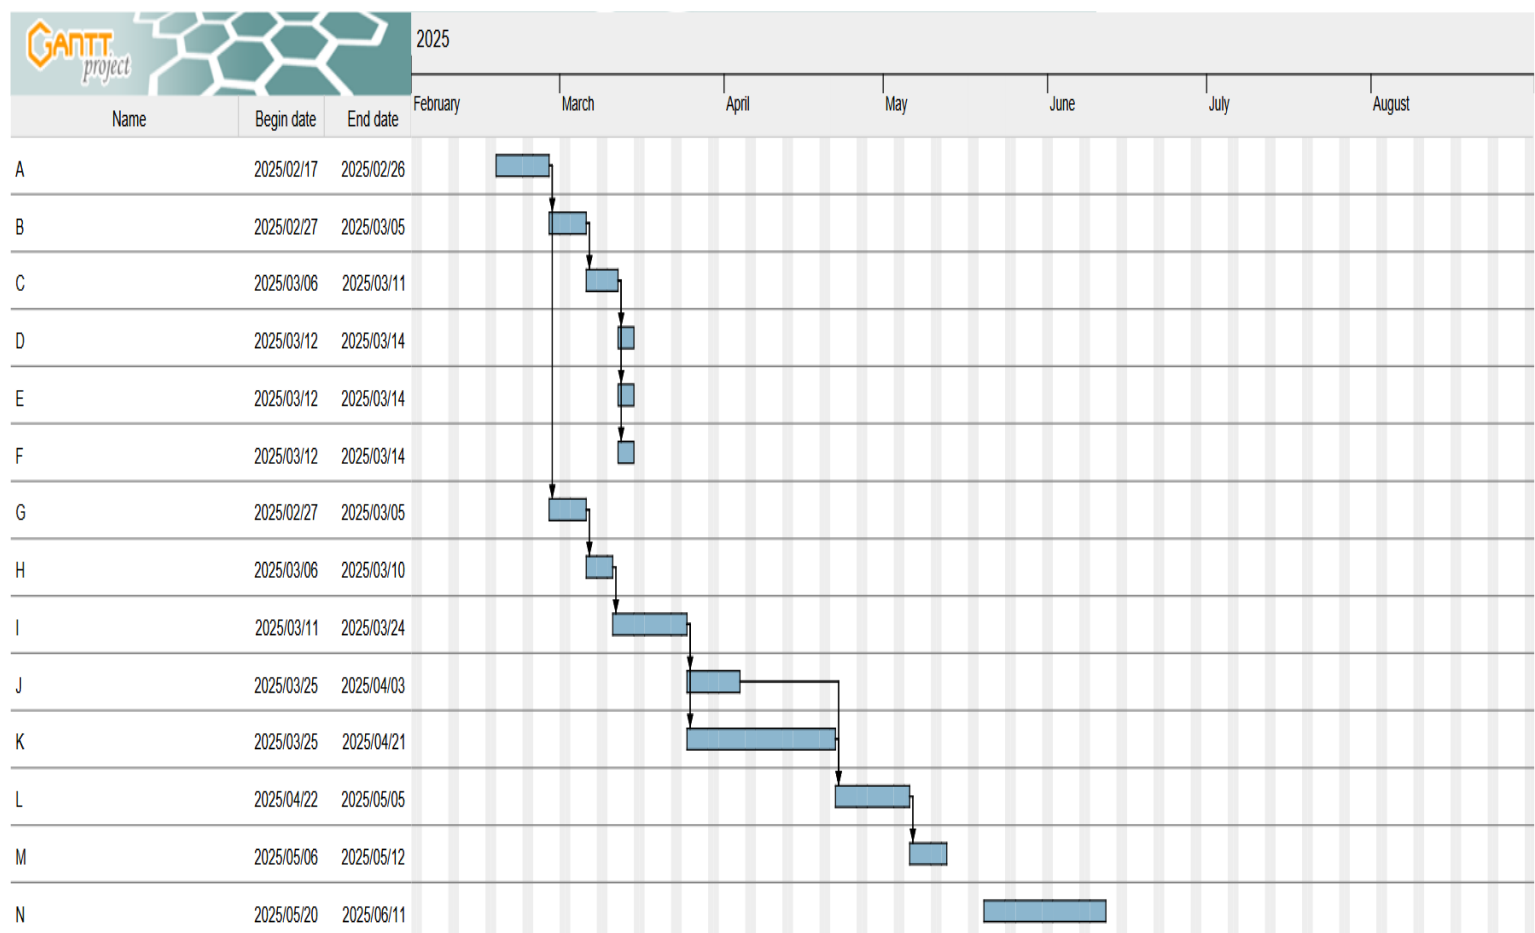 GANTT
project
2025
February March April May June July August
Name Begin date End date
A 2025/02/17 2025/02/26
B 2025/02/27 2025/03/05
C 2025/03/06 2025/03/11
D 2025/03/12 2025/03/14
E 2025/03/12 2025/03/14
F 2025/03/12 2025/03/14
G 2025/02/27 2025/03/05
H 2025/03/06 2025/03/10
I 2025/03/11 2025/03/24
J 2025/03/25 2025/04/03
K 2025/03/25 2025/04/21
L 2025/04/22 2025/05/05
M 2025/05/06 2025/05/12
N 2025/05/20 2025/06/11